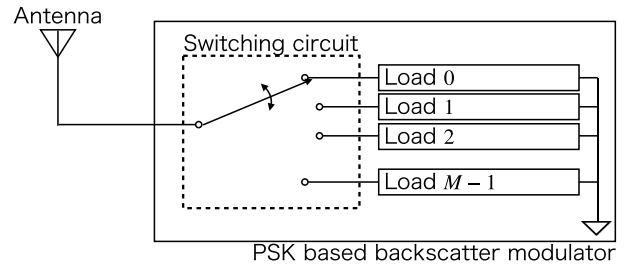 Antenna
Switching circuit
Load 0
Load 1
Load 2
Load M − 1
PSK based backscatter modulator